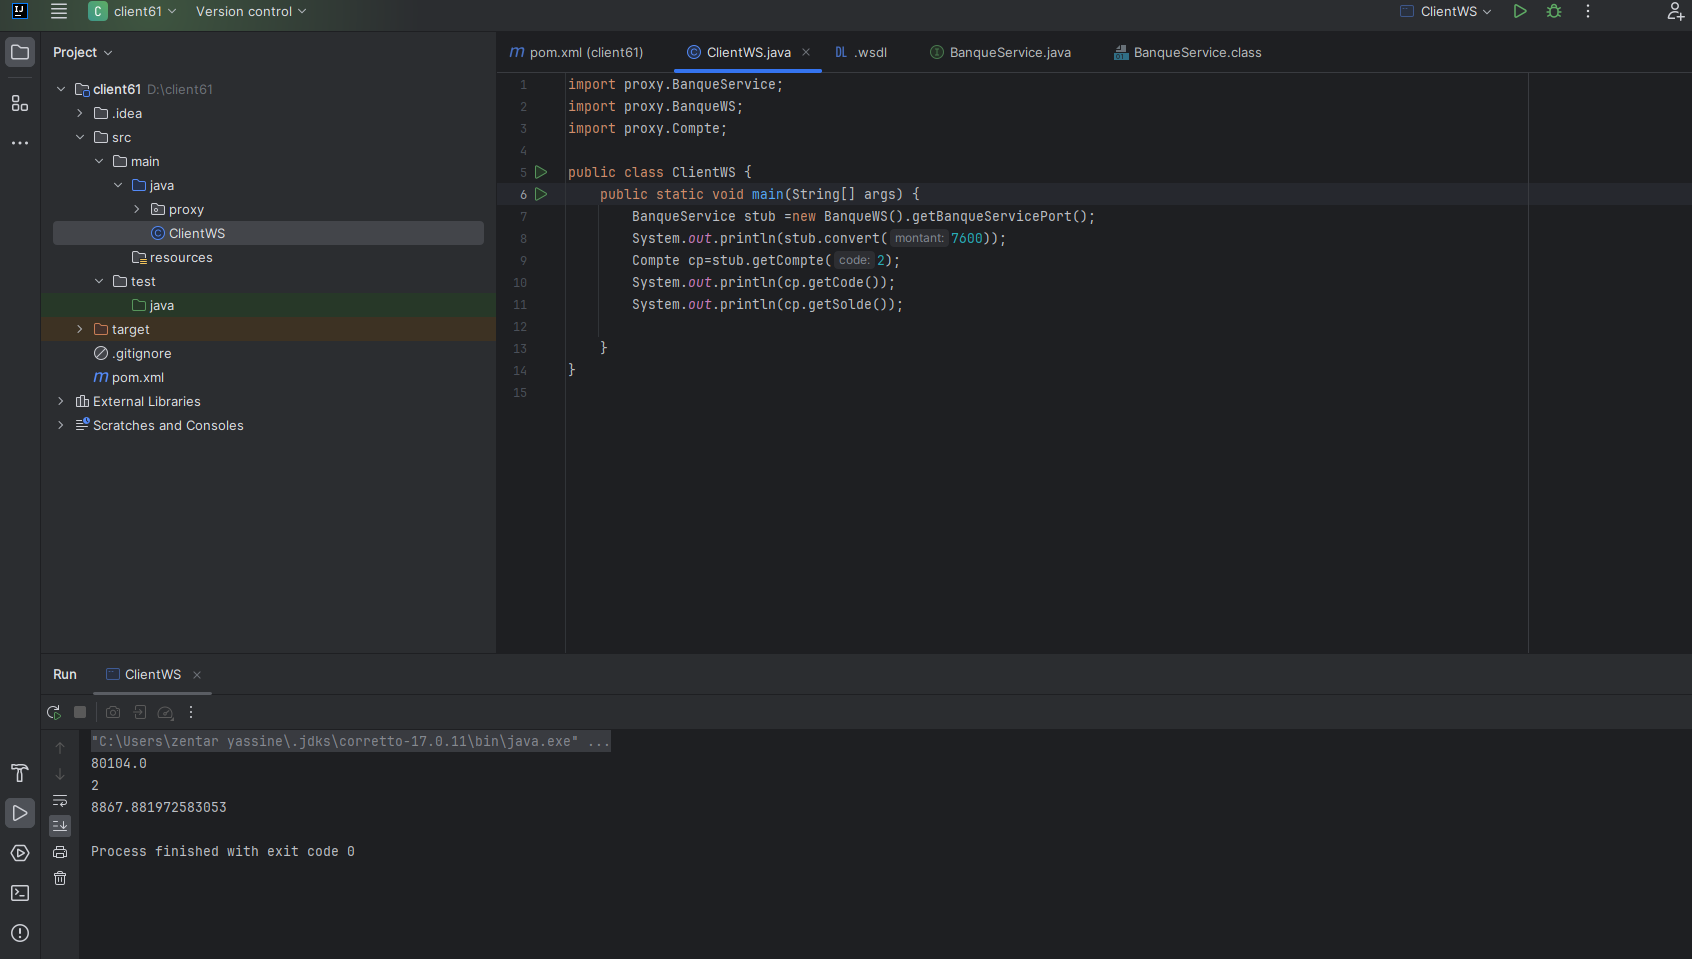 client61
Version control
ClientWS
Project
pom.xml (client61)
ClientWS.java
.wsdl
BanqueService.java
BanqueService.class
client61 D:\client61
.idea
src
main
java
proxy
ClientWS
resources
test
java
target
.gitignore
pom.xml
External Libraries
Scratches and Consoles
1 import proxy.BanqueService;
2 import proxy.BanqueWS;
3 import proxy.Compte;
4
5 public class ClientWS {
6 public static void main(String[] args) {
7 BanqueService stub =new BanqueWS().getBanqueServicePort();
8 System.out.println(stub.convert( montant: 7600));
9 Compte cp=stub.getCompte( code: 2);
10 System.out.println(cp.getCode());
11 System.out.println(cp.getSolde());
12
13 }
14 }
15
Run
ClientWS
"C:\Users\zentar yassine\.jdks\corretto-17.0.11\bin\java.exe" ...
80104.0
2
8867.881972583053
Process finished with exit code 0